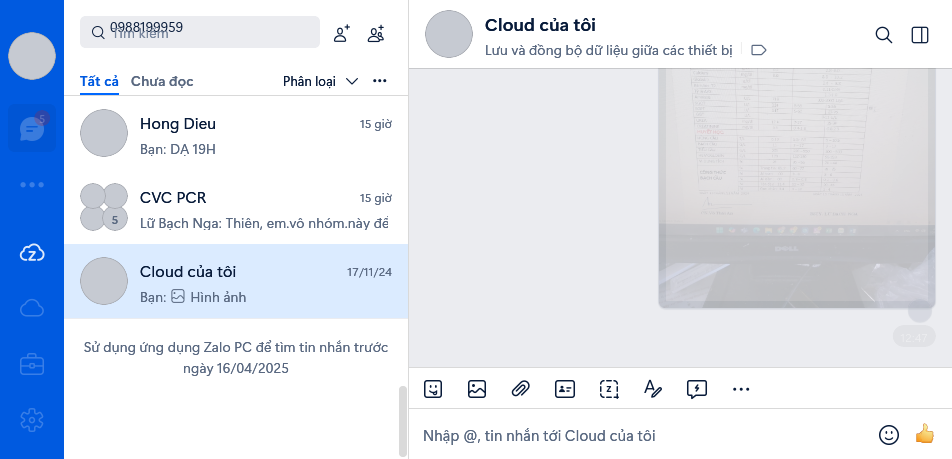 0988199959
Tìm kiếm
5
Tất cả Chưa đọc Phân loại
Hong Dieu 15 giờ
Bạn: DẠ 19H
CVC PCR 15 giờ
5
Lữ Bạch Nga: Thiên, em.vô nhóm.này để
Cloud của tôi 17/11/24
Bạn: Hình ảnh
Sử dụng ứng dụng Zalo PC để tìm tin nhắn trước
ngày 16/04/2025
Cloud của tôi
Lưu và đồng bộ dữ liệu giữa các thiết bị
DELL
12:47
Nhập @, tin nhắn tới Cloud của tôi